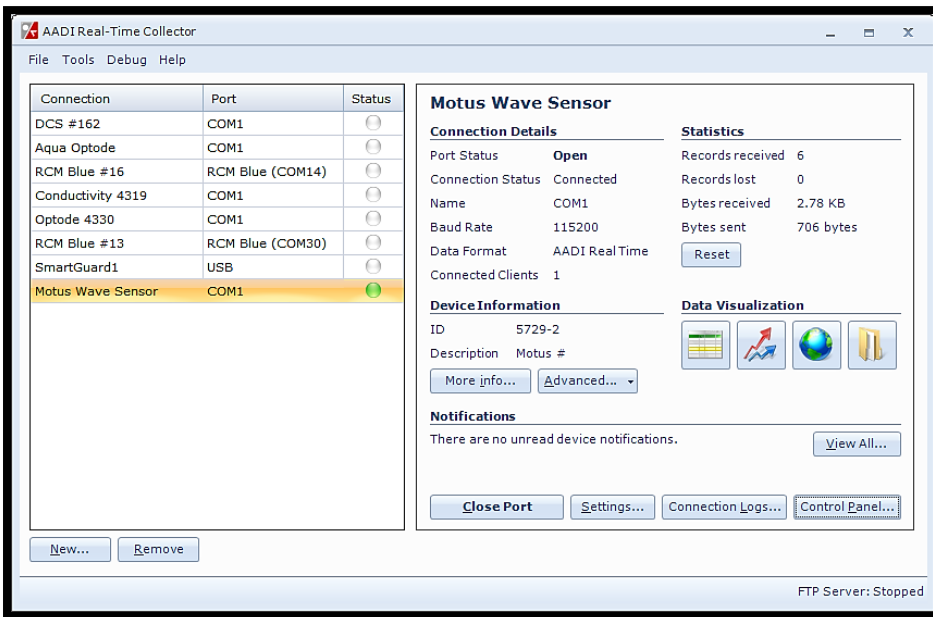 AADI Real-Time Collector
File Tools Debug Help
Connection Port Status
DCS #162 COM1
Aqua Optode COM1
RCM Blue #16 RCM Blue (COM14)
Conductivity 4319 COM1
Optode 4330 COM1
RCM Blue #13 RCM Blue (COM30)
SmartGuard1 USB
Motus Wave Sensor COM1
New... Remove
Motus Wave Sensor
Connection Details
Port Status Open
Connection Status Connected
Name COM1
Baud Rate 115200
Data Format AADI Real Time
Connected Clients 1
Statistics
Records received 6
Records lost 0
Bytes received 2.78 KB
Bytes sent 706 bytes
Reset
Device Information
ID 5729-2
Description Motus #
More info... Advanced...
Data Visualization
Notifications
There are no unread device notifications.
View All...
Close Port Settings... Connection Logs... Control Panel...
FTP Server: Stopped